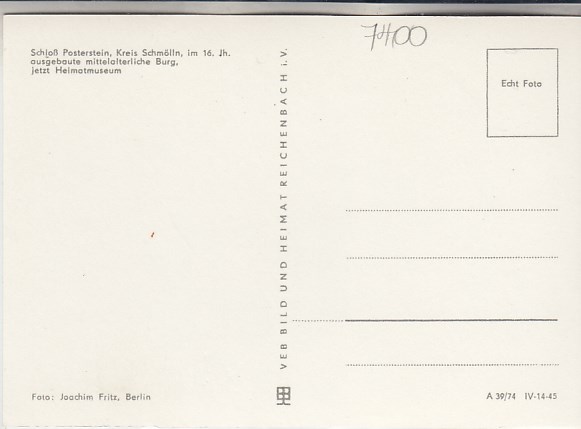 Schloß Posterstein, Kreis Schmölln, im 16. Jh.
ausgebaute mittelalterliche Burg,
jetzt Heimatmuseum
7400
Echt Foto
VEB BILD UND HEIMAT REICHENBACH i. V.
Foto: Joachim Fritz, Berlin
A 39/74 IV-14-45